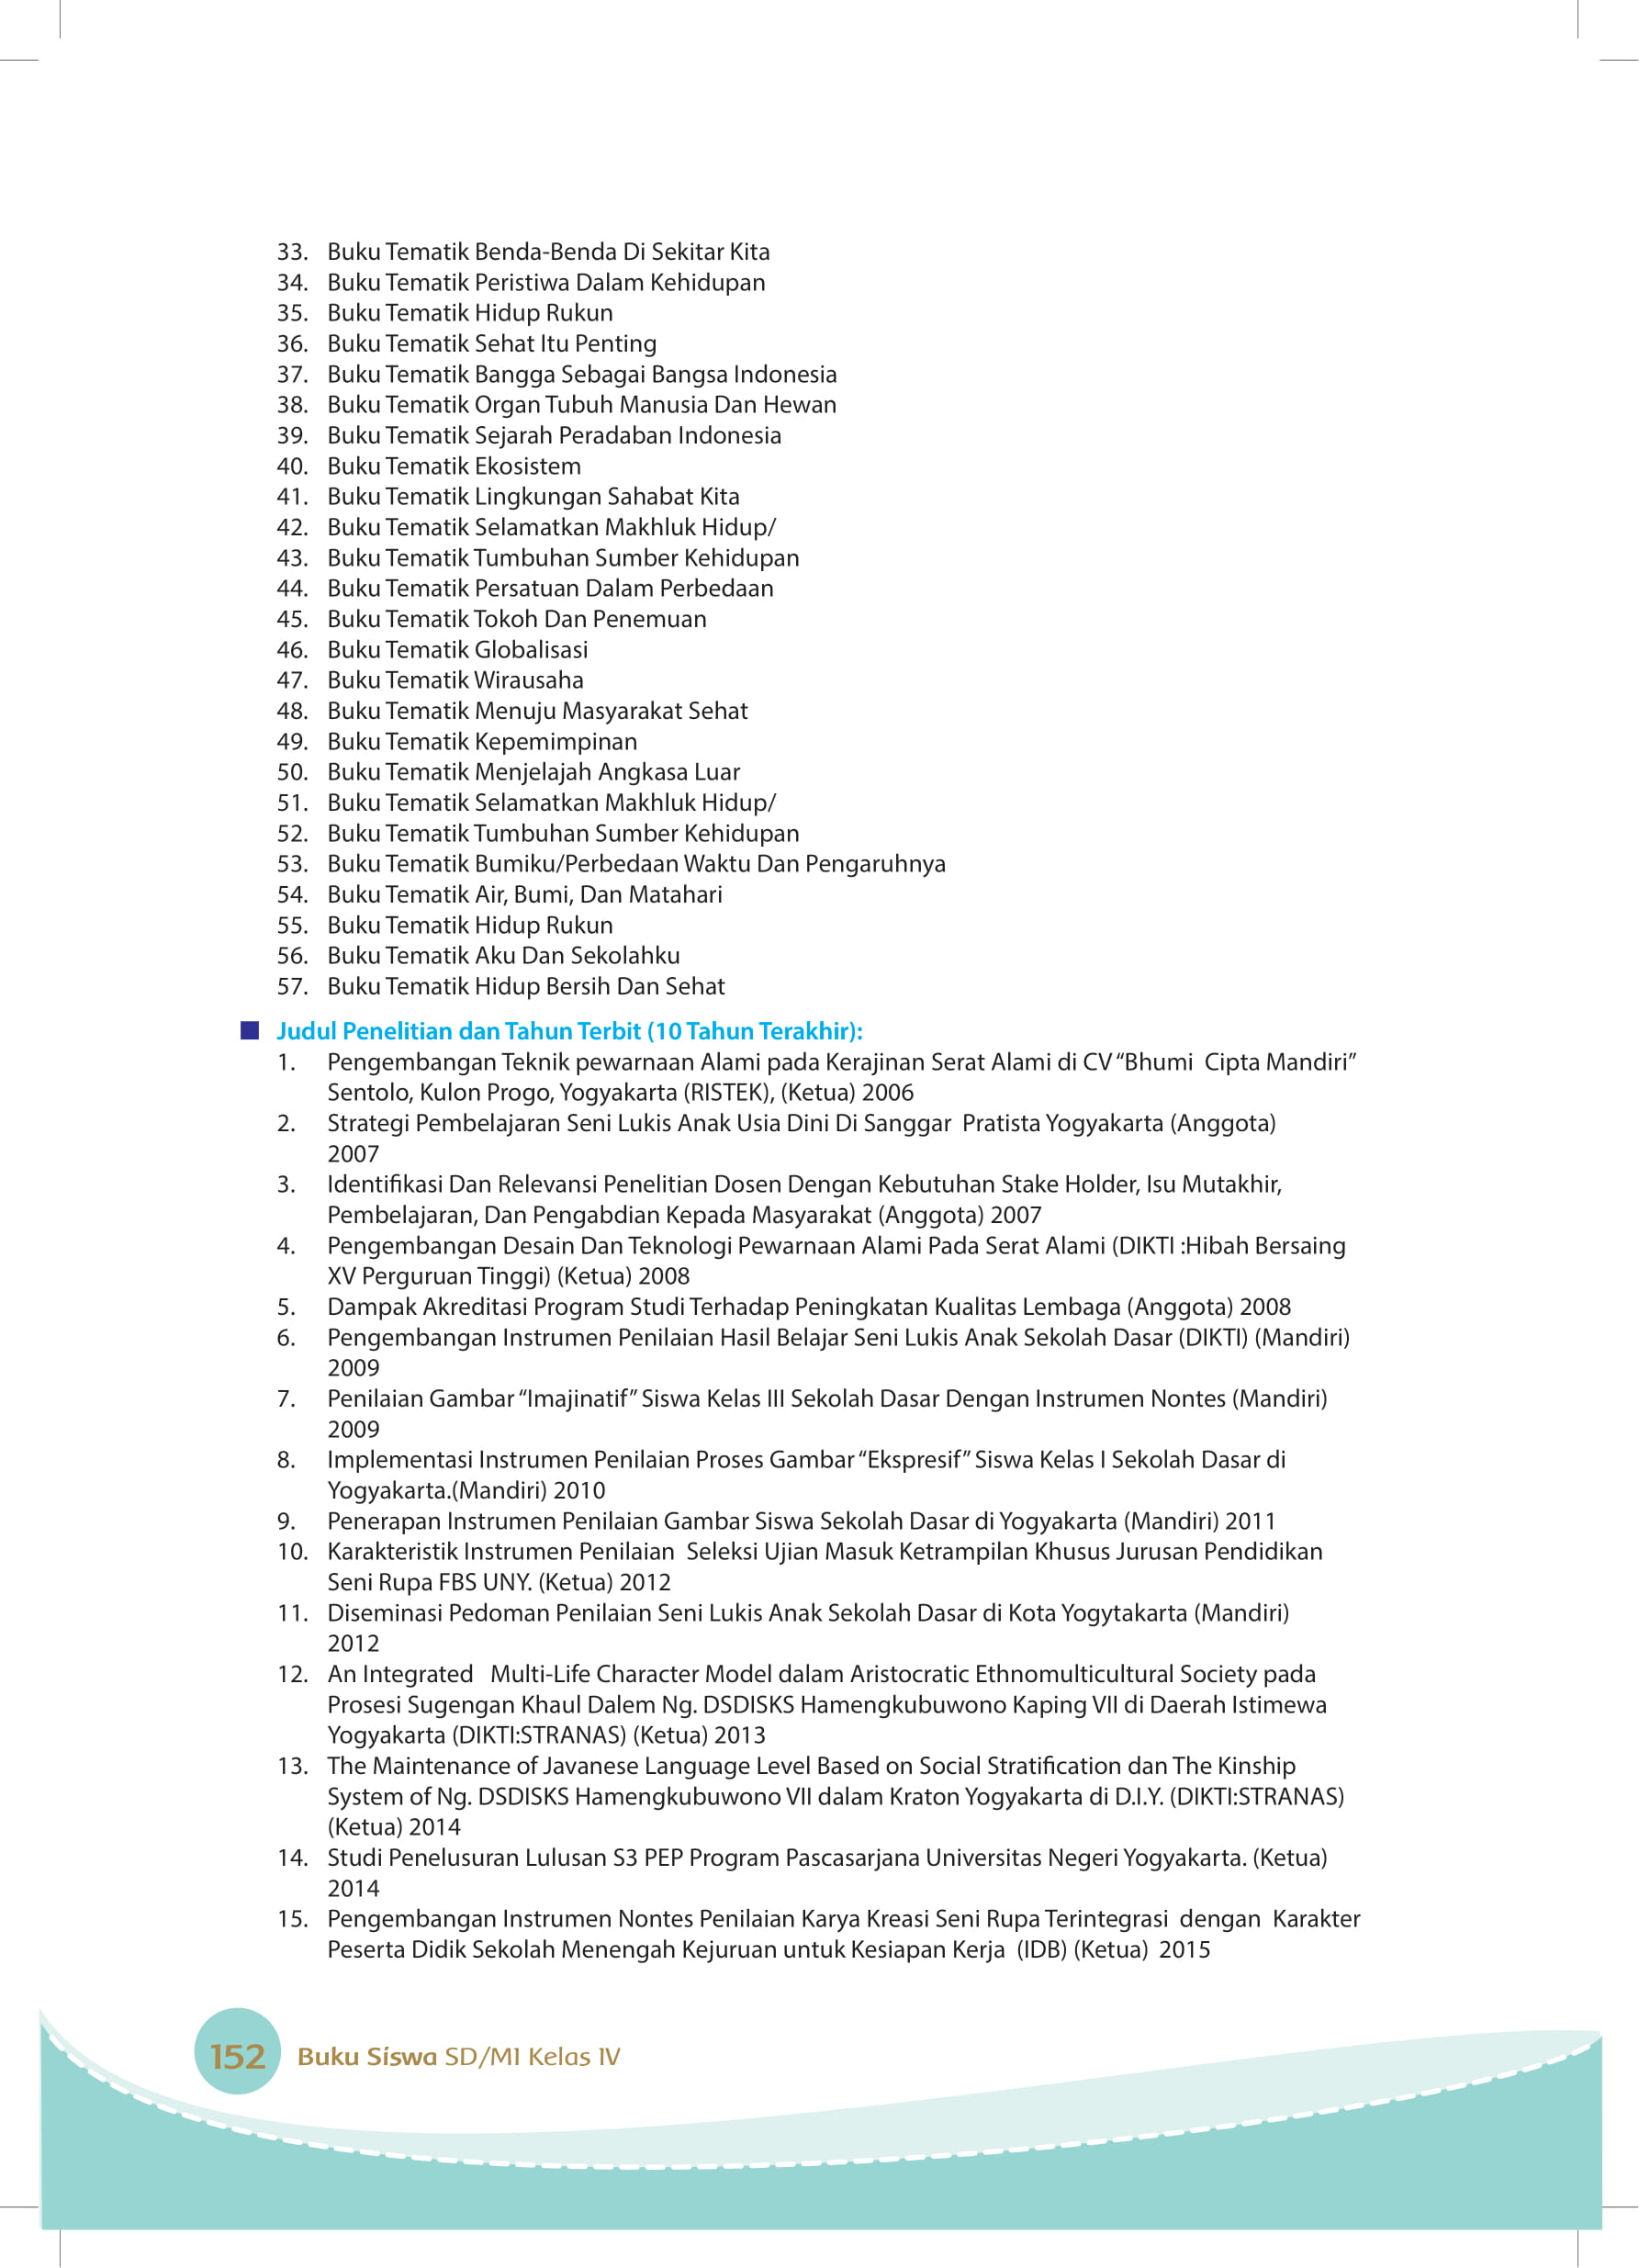 33. Buku Tematik Benda-Benda Di Sekitar Kita
34. Buku Tematik Peristiwa Dalam Kehidupan
35. Buku Tematik Hidup Rukun
36. Buku Tematik Sehat Itu Penting
37. Buku Tematik Bangga Sebagai Bangsa Indonesia
38. Buku Tematik Organ Tubuh Manusia Dan Hewan
39. Buku Tematik Sejarah Peradaban Indonesia
40. Buku Tematik Ekosistem
41. Buku Tematik Lingkungan Sahabat Kita
42. Buku Tematik Selamatkan Makhluk Hidup/
43. Buku Tematik Tumbuhan Sumber Kehidupan
44. Buku Tematik Persatuan Dalam Perbedaan
45. Buku Tematik Tokoh Dan Penemuan
46. Buku Tematik Globalisasi
47. Buku Tematik Wirausaha
48. Buku Tematik Menuju Masyarakat Sehat
49. Buku Tematik Kepemimpinan
50. Buku Tematik Menjelajah Angkasa Luar
51. Buku Tematik Selamatkan Makhluk Hidup/
52. Buku Tematik Tumbuhan Sumber Kehidupan
53. Buku Tematik Bumiku/Perbedaan Waktu Dan Pengaruhnya
54. Buku Tematik Air, Bumi, Dan Matahari
55. Buku Tematik Hidup Rukun
56. Buku Tematik Aku Dan Sekolahku
57. Buku Tematik Hidup Bersih Dan Sehat
Judul Penelitian dan Tahun Terbit (10 Tahun Terakhir):
1. Pengembangan Teknik pewarnaan Alami pada Kerajinan Serat Alami di CV “Bhumi Cipta Mandiri”
Sentolo, Kulon Progo, Yogyakarta (RISTEK), (Ketua) 2006
2. Strategi Pembelajaran Seni Lukis Anak Usia Dini Di Sanggar Pratista Yogyakarta (Anggota)
2007
3. Identifikasi Dan Relevansi Penelitian Dosen Dengan Kebutuhan Stake Holder, Isu Mutakhir,
Pembelajaran, Dan Pengabdian Kepada Masyarakat (Anggota) 2007
4. Pengembangan Desain Dan Teknologi Pewarnaan Alami Pada Serat Alami (DIKTI :Hibah Bersaing
XV Perguruan Tinggi) (Ketua) 2008
5. Dampak Akreditasi Program Studi Terhadap Peningkatan Kualitas Lembaga (Anggota) 2008
6. Pengembangan Instrumen Penilaian Hasil Belajar Seni Lukis Anak Sekolah Dasar (DIKTI) (Mandiri)
2009
7. Penilaian Gambar “Imajinatif” Siswa Kelas III Sekolah Dasar Dengan Instrumen Nontes (Mandiri)
2009
8. Implementasi Instrumen Penilaian Proses Gambar “Ekspresif” Siswa Kelas I Sekolah Dasar di
Yogyakarta.(Mandiri) 2010
9. Penerapan Instrumen Penilaian Gambar Siswa Sekolah Dasar di Yogyakarta (Mandiri) 2011
10. Karakteristik Instrumen Penilaian Seleksi Ujian Masuk Ketrampilan Khusus Jurusan Pendidikan
Seni Rupa FBS UNY. (Ketua) 2012
11. Diseminasi Pedoman Penilaian Seni Lukis Anak Sekolah Dasar di Kota Yogytakarta (Mandiri)
2012
12. An Integrated Multi-Life Character Model dalam Aristocratic Ethnomulticultural Society pada
Prosesi Sugengan Khaul Dalem Ng. DSDISKS Hamengkubuwono Kaping VII di Daerah Istimewa
Yogyakarta (DIKTI:STRANAS) (Ketua) 2013
13. The Maintenance of Javanese Language Level Based on Social Stratification dan The Kinship
System of Ng. DSDISKS Hamengkubuwono VII dalam Kraton Yogyakarta di D.I.Y. (DIKTI:STRANAS)
(Ketua) 2014
14. Studi Penelusuran Lulusan S3 PEP Program Pascasarjana Universitas Negeri Yogyakarta. (Ketua)
2014
15. Pengembangan Instrumen Nontes Penilaian Karya Kreasi Seni Rupa Terintegrasi dengan Karakter
Peserta Didik Sekolah Menengah Kejuruan untuk Kesiapan Kerja (IDB) (Ketua) 2015
152 Buku Siswa SD/MI Kelas IV